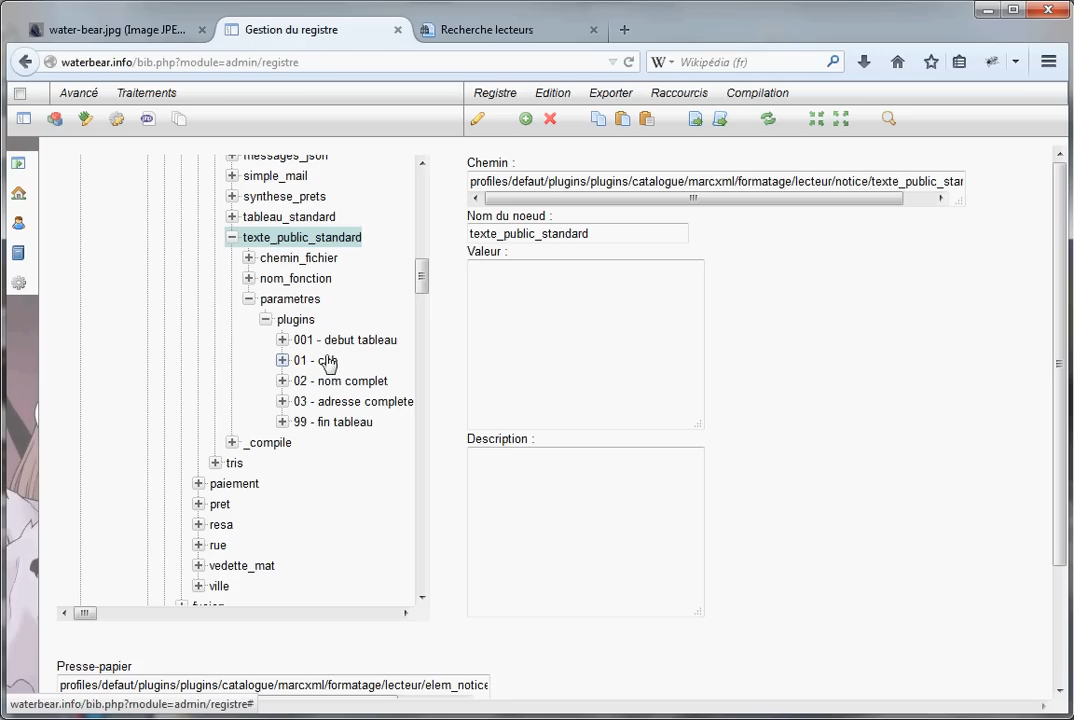 water-bear.jpg (Image JPE...
Gestion du registre
Recherche lecteurs
waterbear.info/bib.php?module=admin/registre
Wikipédia (fr)
Avancé Traitements
Registre Edition Exporter Raccourcis Compilation
messages_json
simple_mail
synthese_prets
tableau_standard
texte_public_standard
chemin_fichier
nom_fonction
parametres
plugins
001 - debut tableau
01 -
02 - nom complet
03 - adresse complete
99 - fin tableau
_compile
tris
paiement
pret
resa
rue
vedette_mat
ville
Chemin :
profiles/defaut/plugins/plugins/catalogue/marcxml/formatage/lecteur/notice/texte_public_star
Nom du noeud :
texte_public_standard
Valeur :
Description :
Presse-papier
profiles/defaut/plugins/plugins/catalogue/marcxml/formatage/lecteur/elem_notice
waterbear.info/bib.php?module=admin/registre#